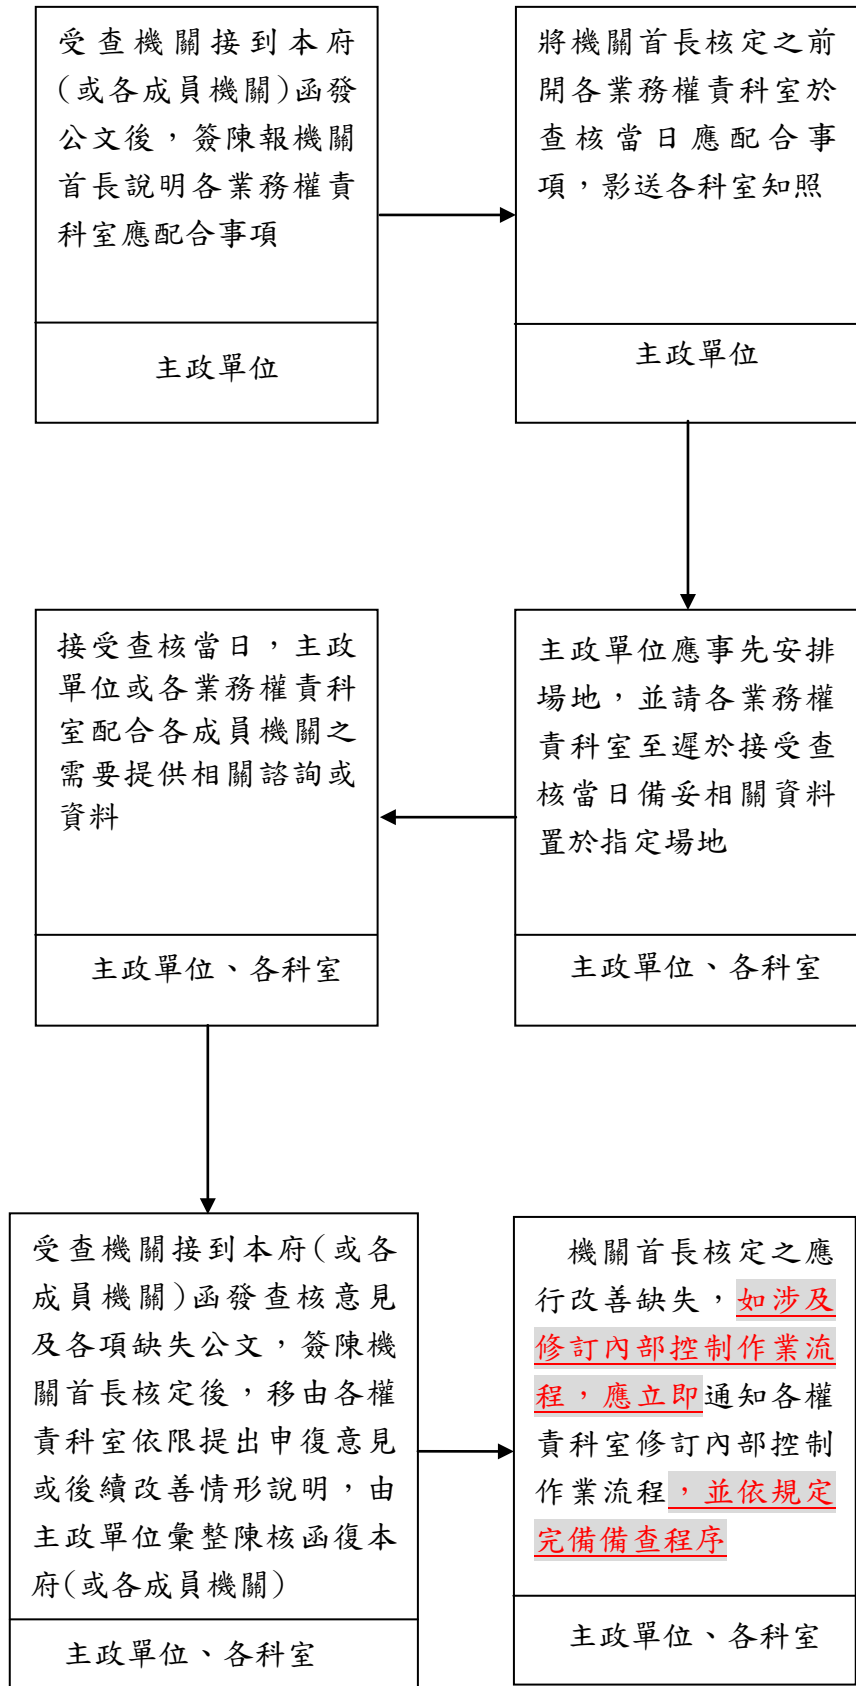 受查機關接到本府
(或各成員機關)函發
公文後，簽陳報機關
首長說明各業務權責
科室應配合事項
主政單位
將機關首長核定之前
開各業務權責科室於
查核當日應配合事
項，影送各科室知照
主政單位
主政單位應事先安排
場地，並請各業務權
責科室至遲於接受查
核當日備妥相關資料
置於指定場地
主政單位、各科室
接受查核當日，主政
單位或各業務權責科
室配合各成員機關之
需要提供相關諮詢或
資料
主政單位、各科室
受查機關接到本府(或各
成員機關)函發查核意見
及各項缺失公文，簽陳機
關首長核定後，移由各權
責科室依限提出申復意見
或後續改善情形說明，由
主政單位彙整陳核函復本
府(或各成員機關)
主政單位、各科室
機關首長核定之應
行改善缺失，如涉及
修訂內部控制作業流
程，應立即通知各權
責科室修訂內部控制
作業流程，並依規定
完備備查程序
主政單位、各科室